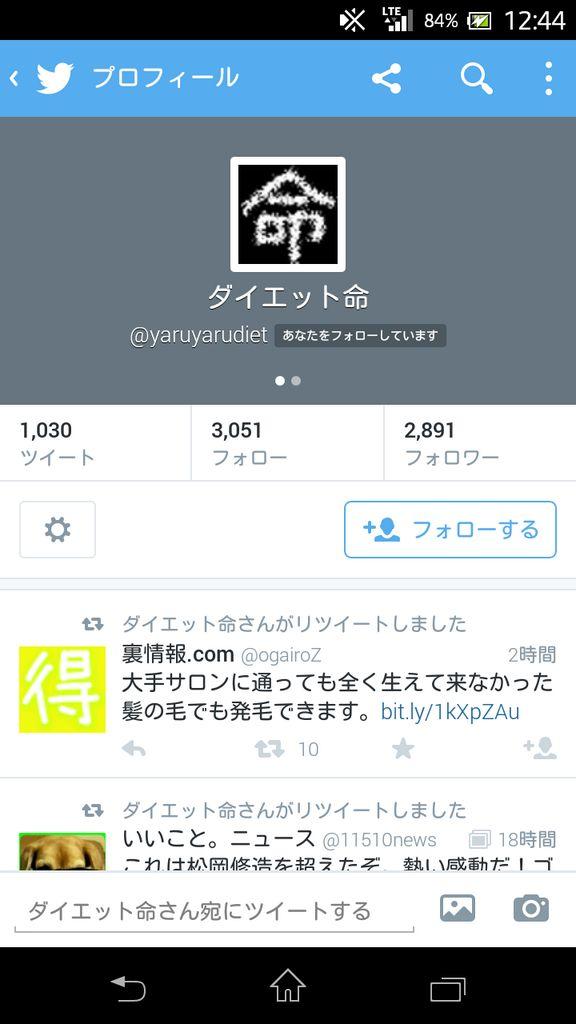 LTE 84% 12:44
プロフィール
命
ダイエット命
@yaruyarudiet あなたをフォローしています
1,030 3,051 2,891
ツイート フォロー フォロワー
フォローする
ダイエット命さんがリツイートしました
得
裏情報.com @ogairoZ 2時間
大手サロンに通っても全く生えて来なかった
髪の毛でも発毛できます。bit.ly/1kXpZAu
10
ダイエット命さんがリツイートしました
いいこと。ニュース @11510news 18時間
これは松岡修造を超えたぞ。熱い感動だ！ゴ
ダイエット命さん宛にツイートする